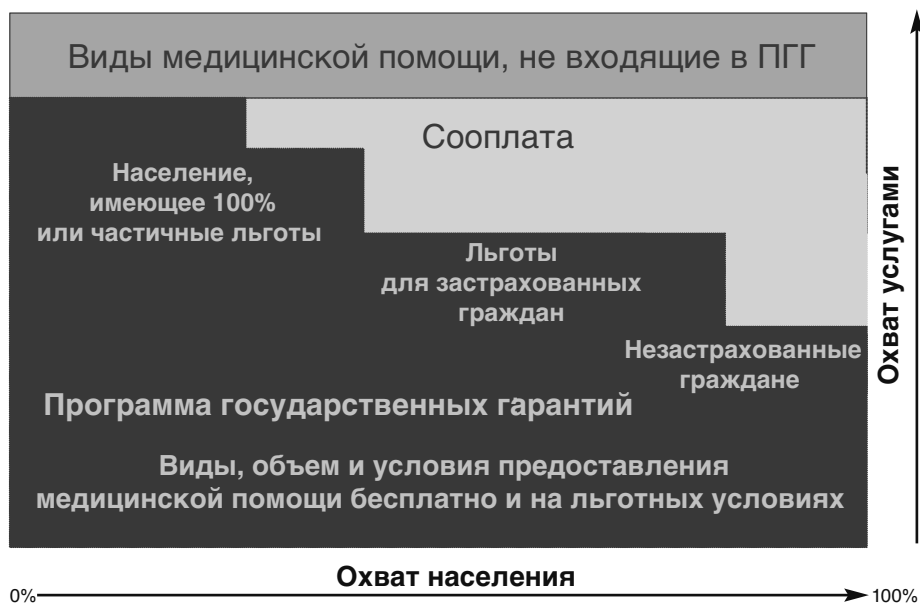 Виды медицинской помощи, не входящие в ПГГ
Сооплата
Население,
имеющее 100%
или частичные льготы
Льготы
для застрахованных
граждан
Незастрахованные
граждане
Программа государственных гарантий
Виды, объем и условия предоставления
медицинской помощи бесплатно и на льготных условиях
Охват услугами
Охват населения
0%
100%